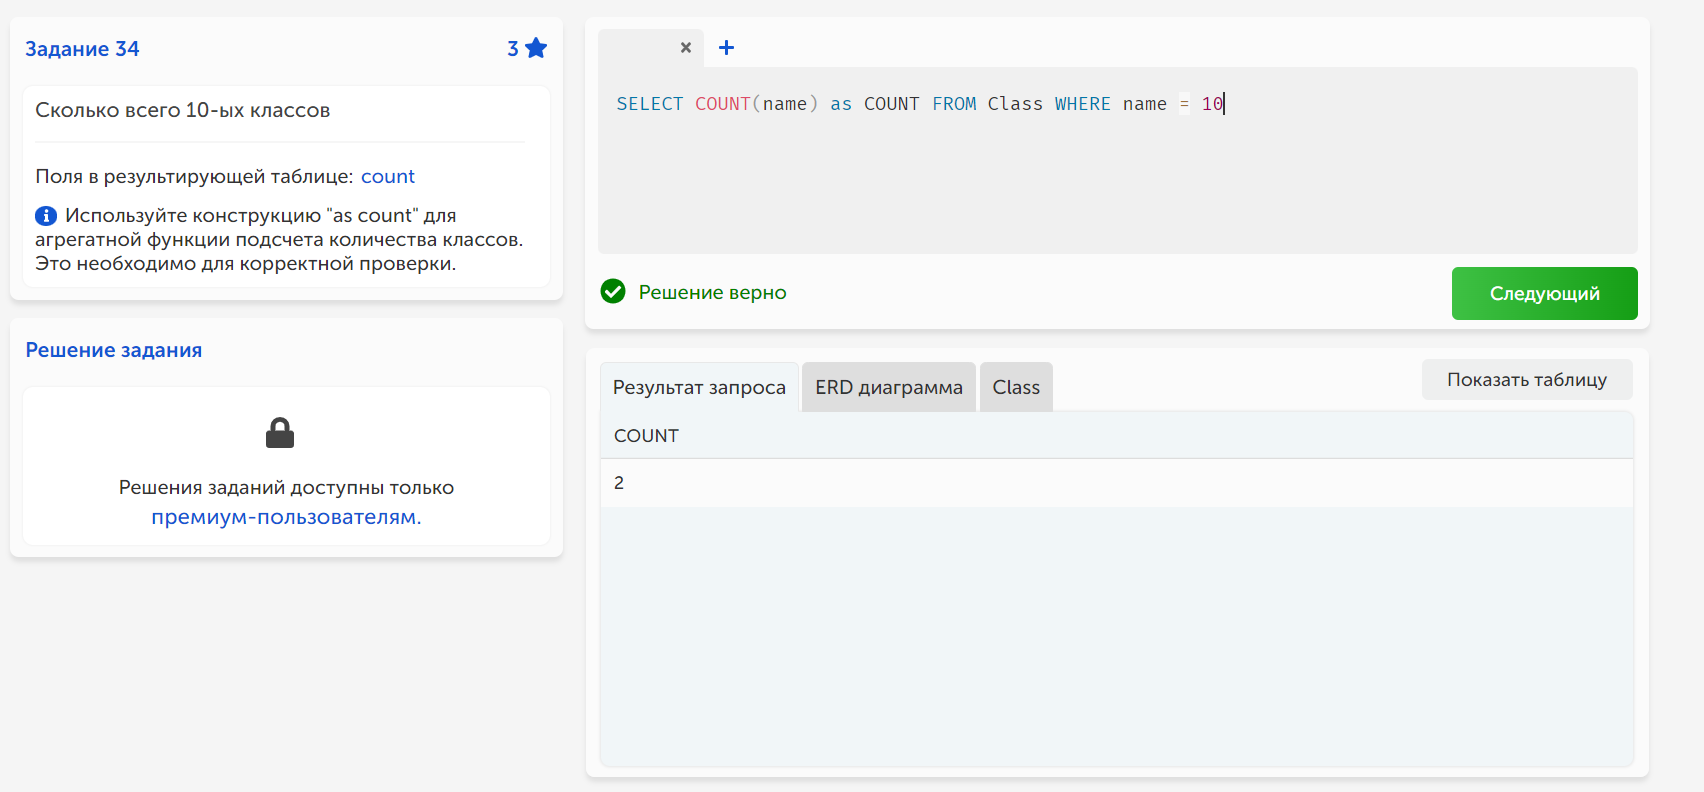 Задание 34
3
Сколько всего 10-ых классов
Поля в результирующей таблице: count
Используйте конструкцию "as count" для
агрегатной функции подсчета количества классов.
Это необходимо для корректной проверки.
Решение задания
Решения заданий доступны только
премиум-пользователям.
× +
SELECT COUNT(name) as COUNT FROM Class WHERE name = 10
Решение верно
Следующий
Результат запроса
ERD диаграмма
Class
Показать таблицу
COUNT
2